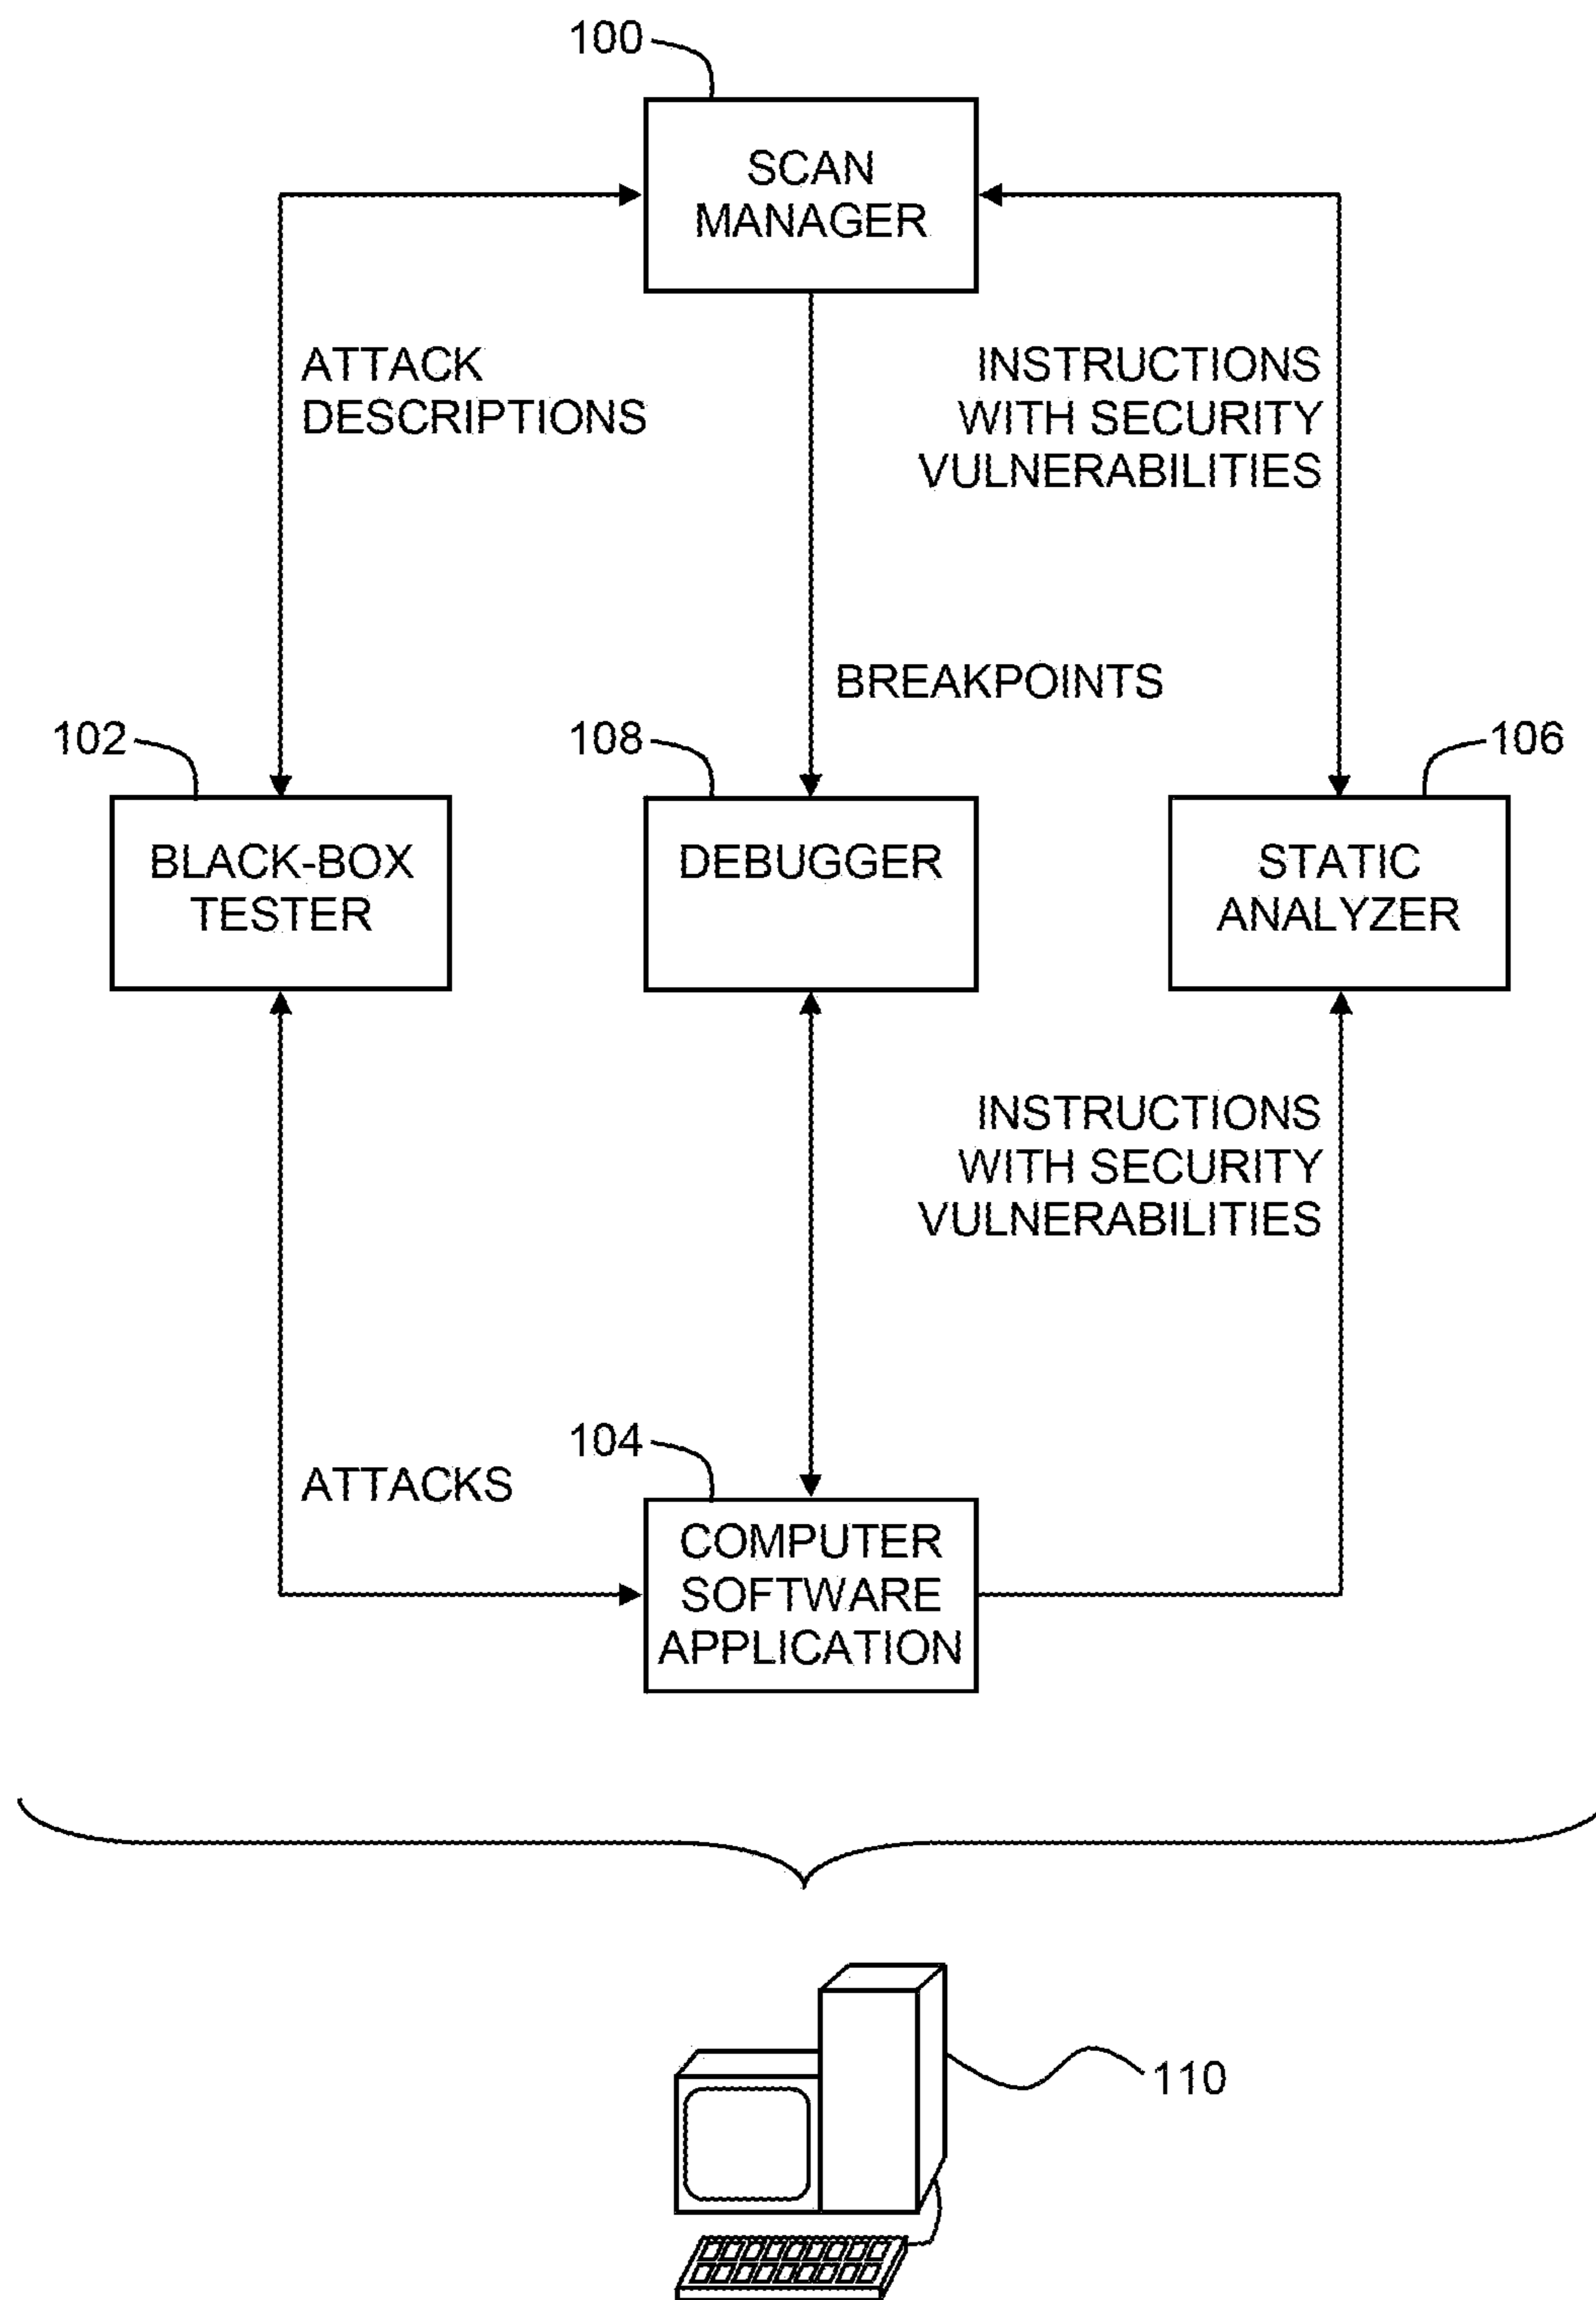 100
SCAN
MANAGER
ATTACK
DESCRIPTIONS
INSTRUCTIONS
WITH SECURITY
VULNERABILITIES
BREAKPOINTS
102
108
106
BLACK-BOX
TESTER
DEBUGGER
STATIC
ANALYZER
INSTRUCTIONS
WITH SECURITY
VULNERABILITIES
104
ATTACKS
COMPUTER
SOFTWARE
APPLICATION
110